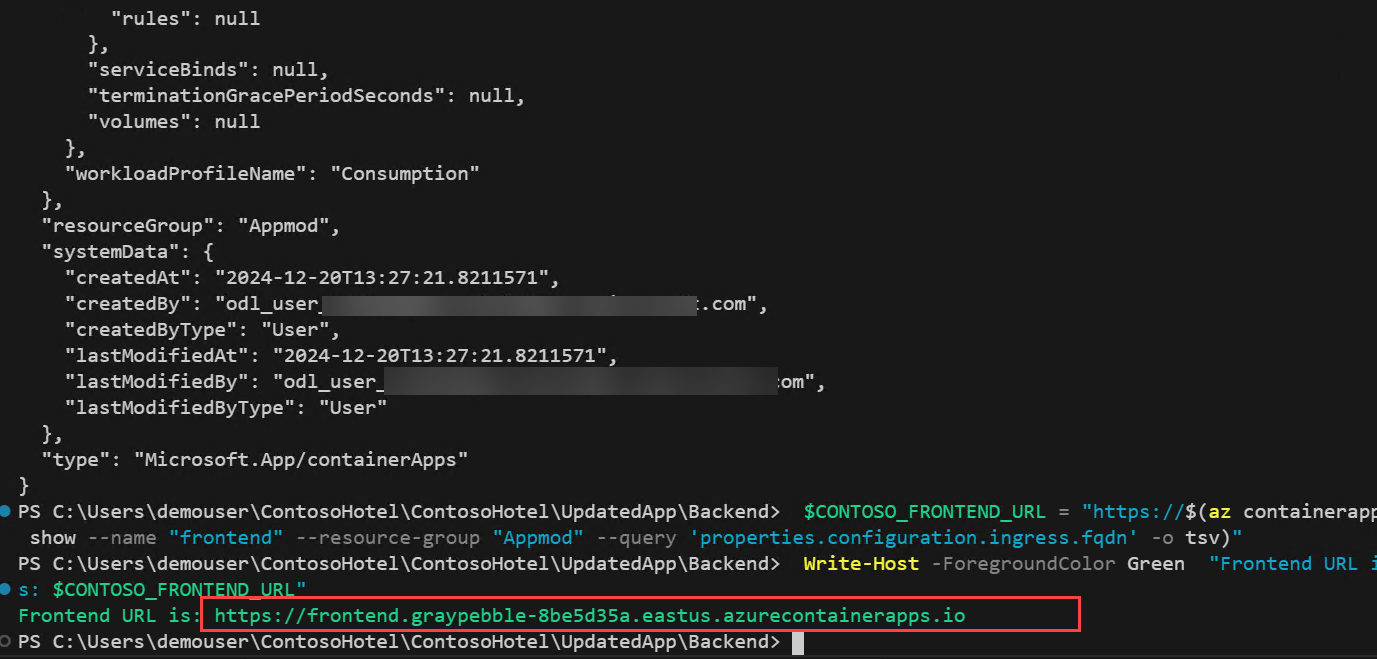 "rules": null
},
"serviceBinds": null,
"terminationGracePeriodSeconds": null,
"volumes": null
},
"workloadProfileName": "Consumption"
},
"resourceGroup": "Appmod",
"systemData": {
"createdAt": "2024-12-20T13:27:21.8211571",
"createdBy": "odl_user_ .com",
"createdByType": "User",
"lastModifiedAt": "2024-12-20T13:27:21.8211571",
"lastModifiedBy": "odl_user_ om",
"lastModifiedByType": "User"
},
"type": "Microsoft.App/containerApps"
}
PS C:\Users\demouser\ContosoHotel\ContosoHotel\UpdatedApp\Backend> $CONTOSO_FRONTEND_URL = "https://$(az containerapp
show --name "frontend" --resource-group "Appmod" --query 'properties.configuration.ingress.fqdn' -o tsv)"
PS C:\Users\demouser\ContosoHotel\ContosoHotel\UpdatedApp\Backend> Write-Host -ForegroundColor Green "Frontend URL i
s: $CONTOSO_FRONTEND_URL"
Frontend URL is: https://frontend.graypebble-8be5d35a.eastus.azurecontainerapps.io
PS C:\Users\demouser\ContosoHotel\ContosoHotel\UpdatedApp\Backend>